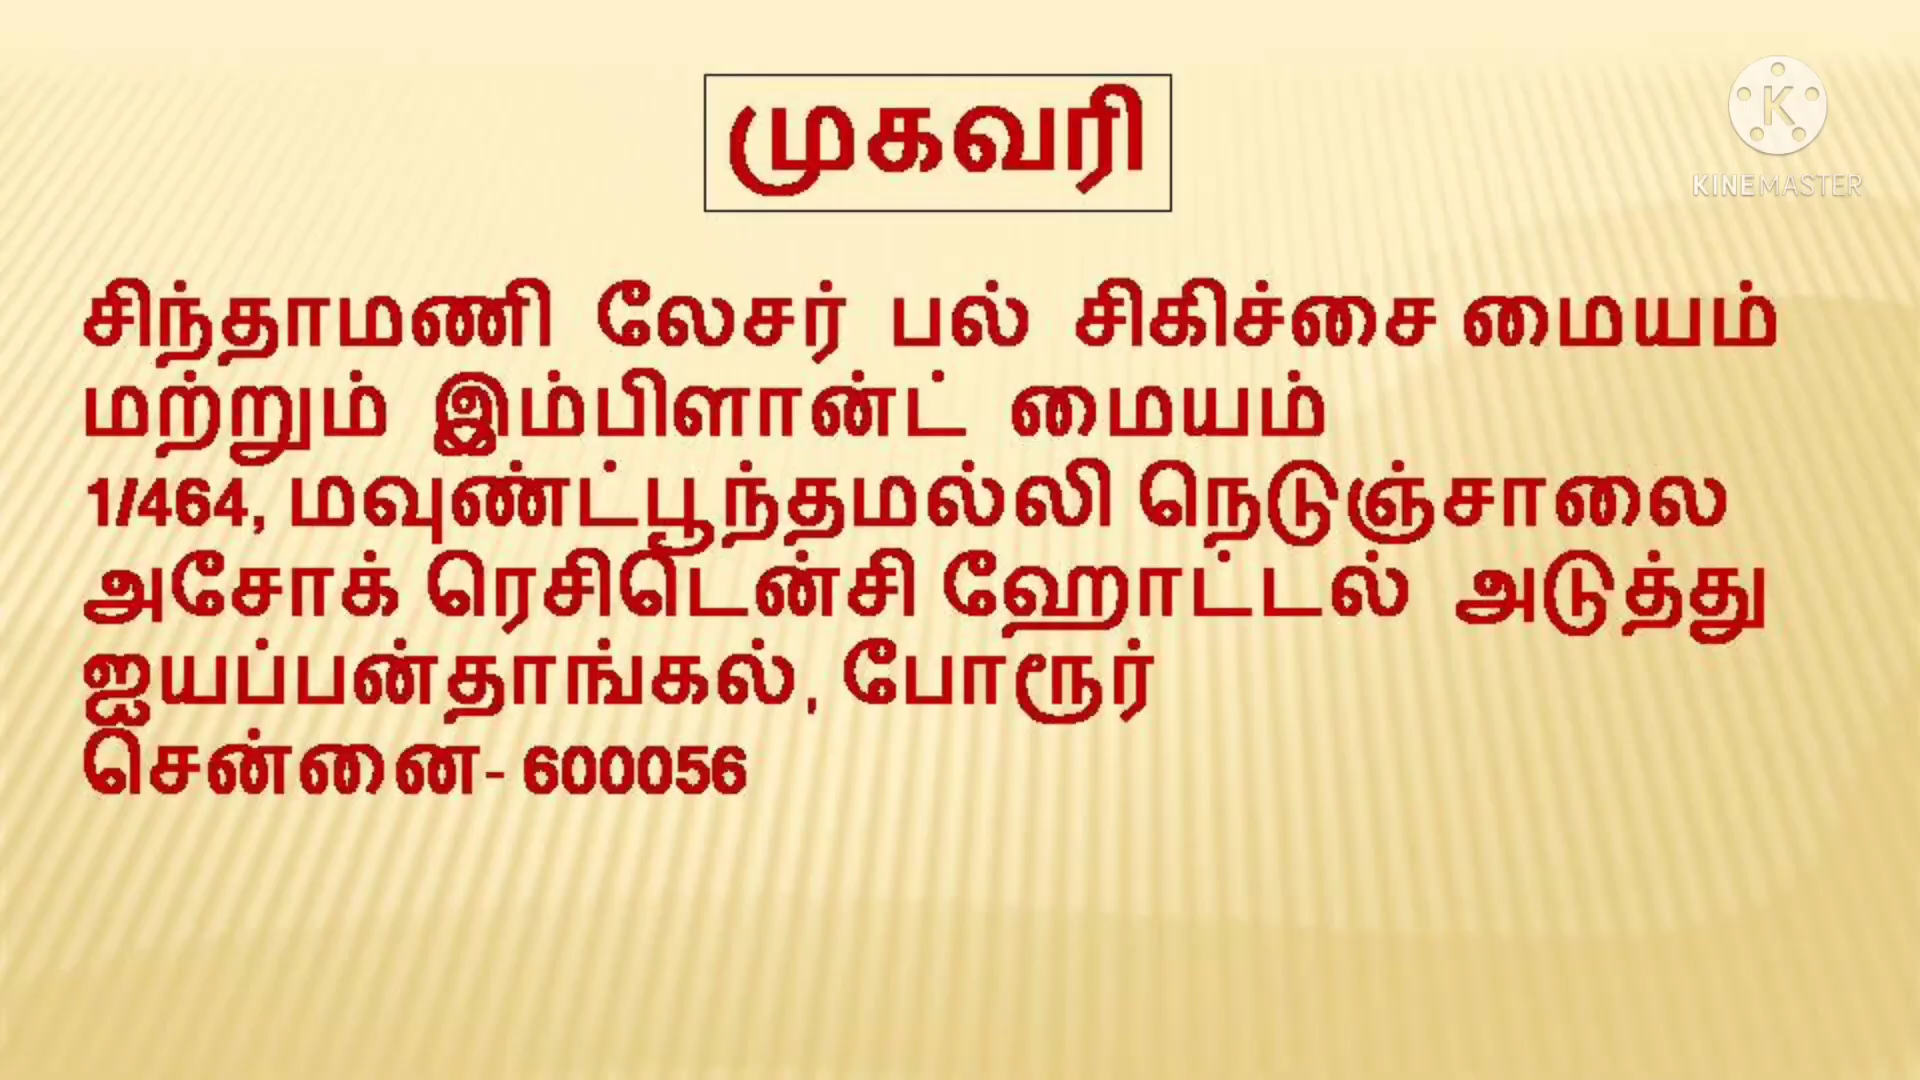 முகவரி
KINEMASTER
சிந்தாமணி லேசர் பல் சிகிச்சை மையம்
மற்றும் இம்பிளான்ட் மையம்
1/464, மவுண்ட்பூந்தமல்லி நெடுஞ்சாலை
அசோக் ரெசிடென்சி ஹோட்டல் அடுத்து
ஐயப்பன்தாங்கல், போரூர்
சென்னை- 600056